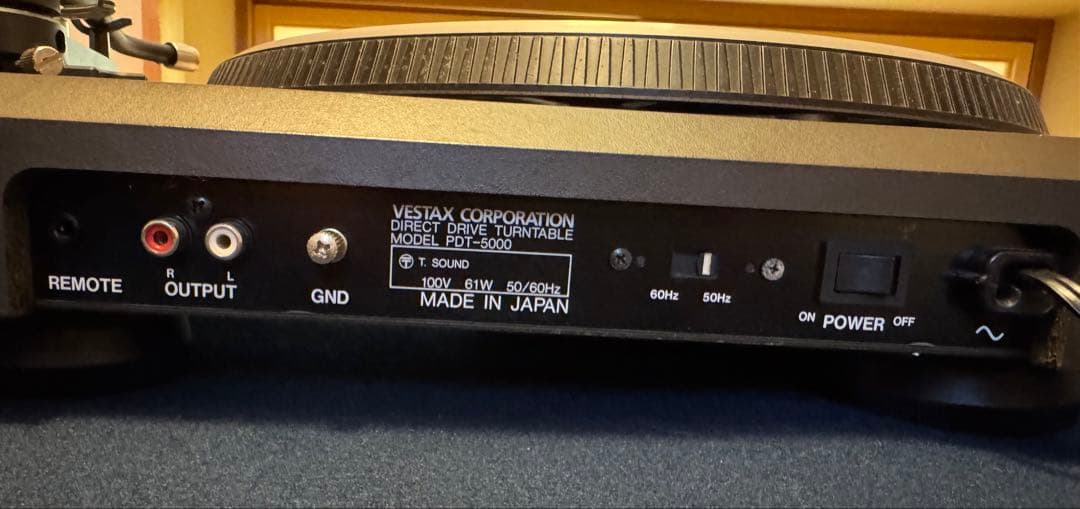 REMOTE
R L
OUTPUT
GND
VESTAX CORPORATION
DIRECT DRIVE TURNTABLE
MODEL PDT-5000
T T. SOUND
100V 61W 50/60Hz
MADE IN JAPAN
60Hz 50Hz
ON POWER OFF
~